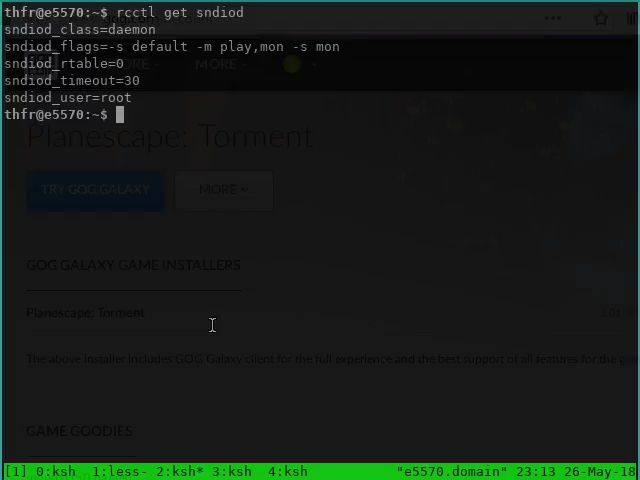 thfr@e5570:~$ rcctl get sndiod
sndiod_class=daemon
sndiod_flags=-s default -m play,mon -s mon
sndiod_rtable=0
MORE
MORE
sndiod_timeout=30
sndiod_user=root
thfr@e5570:~$
Planescape: Torment
TRY GOG GALAXY
MORE
GOG GALAXY GAME INSTALLERS
Planescape: Torment
The above installer includes GOG Galaxy client for the full experience and the best support of all features for the
GAME GOODIES
[1] 0:ksh 1:less- 2:ksh* 3:ksh 4:ksh "e5570.domain" 23:13 26-May-18